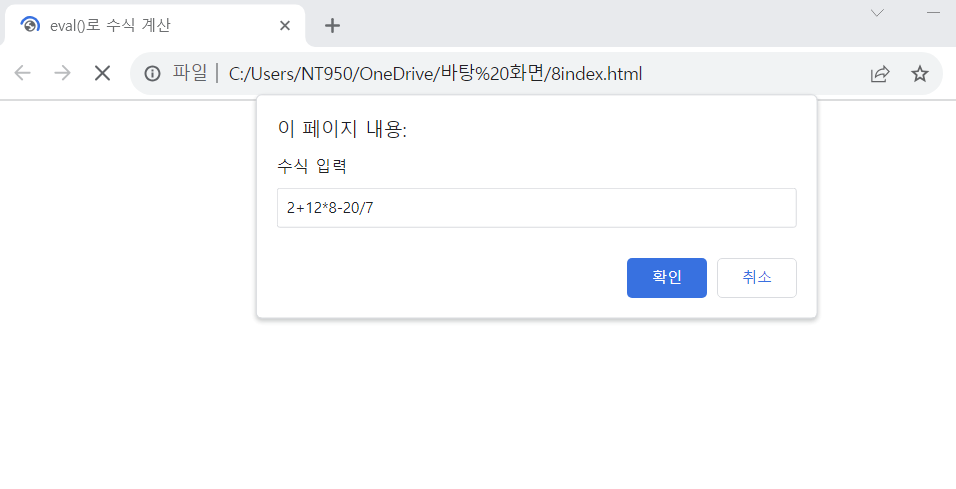 eval()로 수식 계산
파일 | C:/Users/NT950/OneDrive/바탕%20화면/8index.html
이 페이지 내용:
수식 입력
2+12*8-20/7
확인 취소